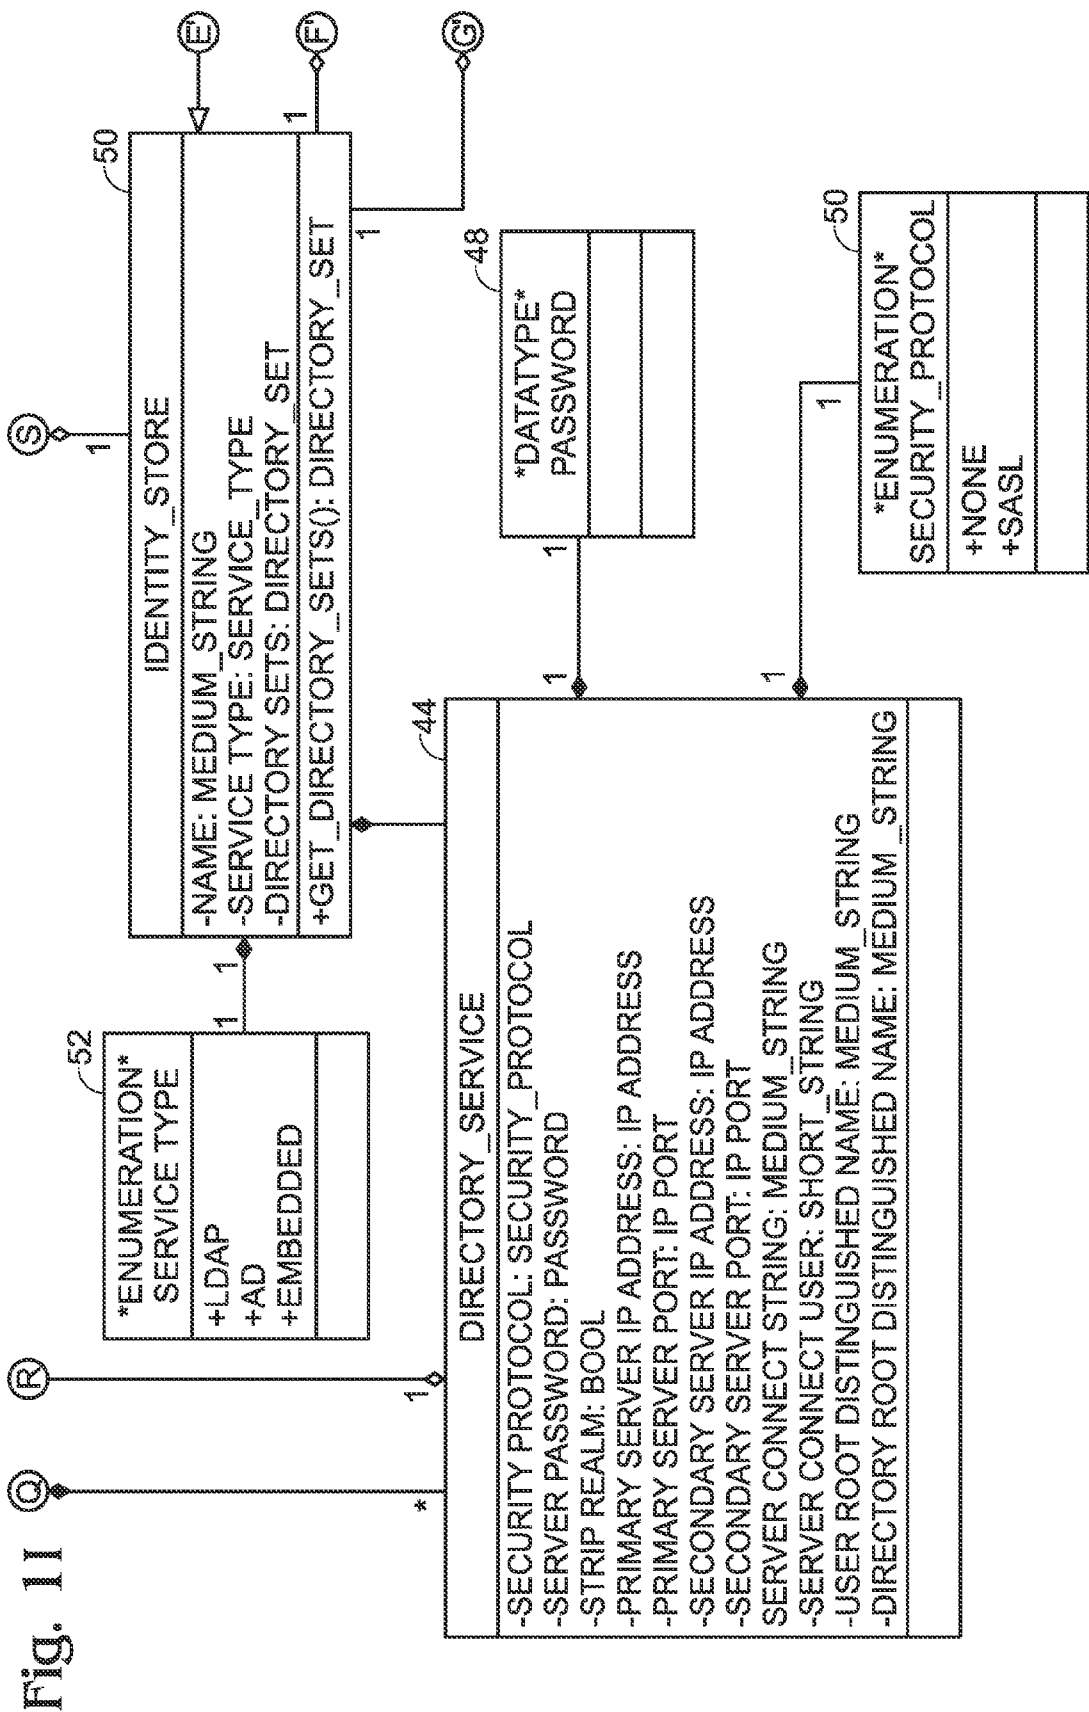 Fig. 1I
Q
R
S
*
1
1
52
*ENUMERATION*
SERVICE TYPE
+LDAP
+AD
+EMBEDDED
1
1
50
IDENTITY_STORE
-NAME: MEDIUM_STRING
-SERVICE TYPE: SERVICE_TYPE
-DIRECTORY SETS: DIRECTORY_SET
+GET_DIRECTORY_SETS(): DIRECTORY_SET
E'
1
F'
1
G'
44
DIRECTORY_SERVICE
-SECURITY PROTOCOL: SECURITY_PROTOCOL
-SERVER PASSWORD: PASSWORD
-STRIP REALM: BOOL
-PRIMARY SERVER IP ADDRESS: IP ADDRESS
-PRIMARY SERVER PORT: IP PORT
-SECONDARY SERVER IP ADDRESS: IP ADDRESS
-SECONDARY SERVER PORT: IP PORT
SERVER CONNECT STRING: MEDIUM_STRING
-SERVER CONNECT USER: SHORT_STRING
-USER ROOT DISTINGUISHED NAME: MEDIUM_STRING
-DIRECTORY ROOT DISTINGUISHED NAME: MEDIUM_STRING
1
1
48
*DATATYPE*
PASSWORD
1
1
50
*ENUMERATION*
SECURITY_PROTOCOL
+NONE
+SASL